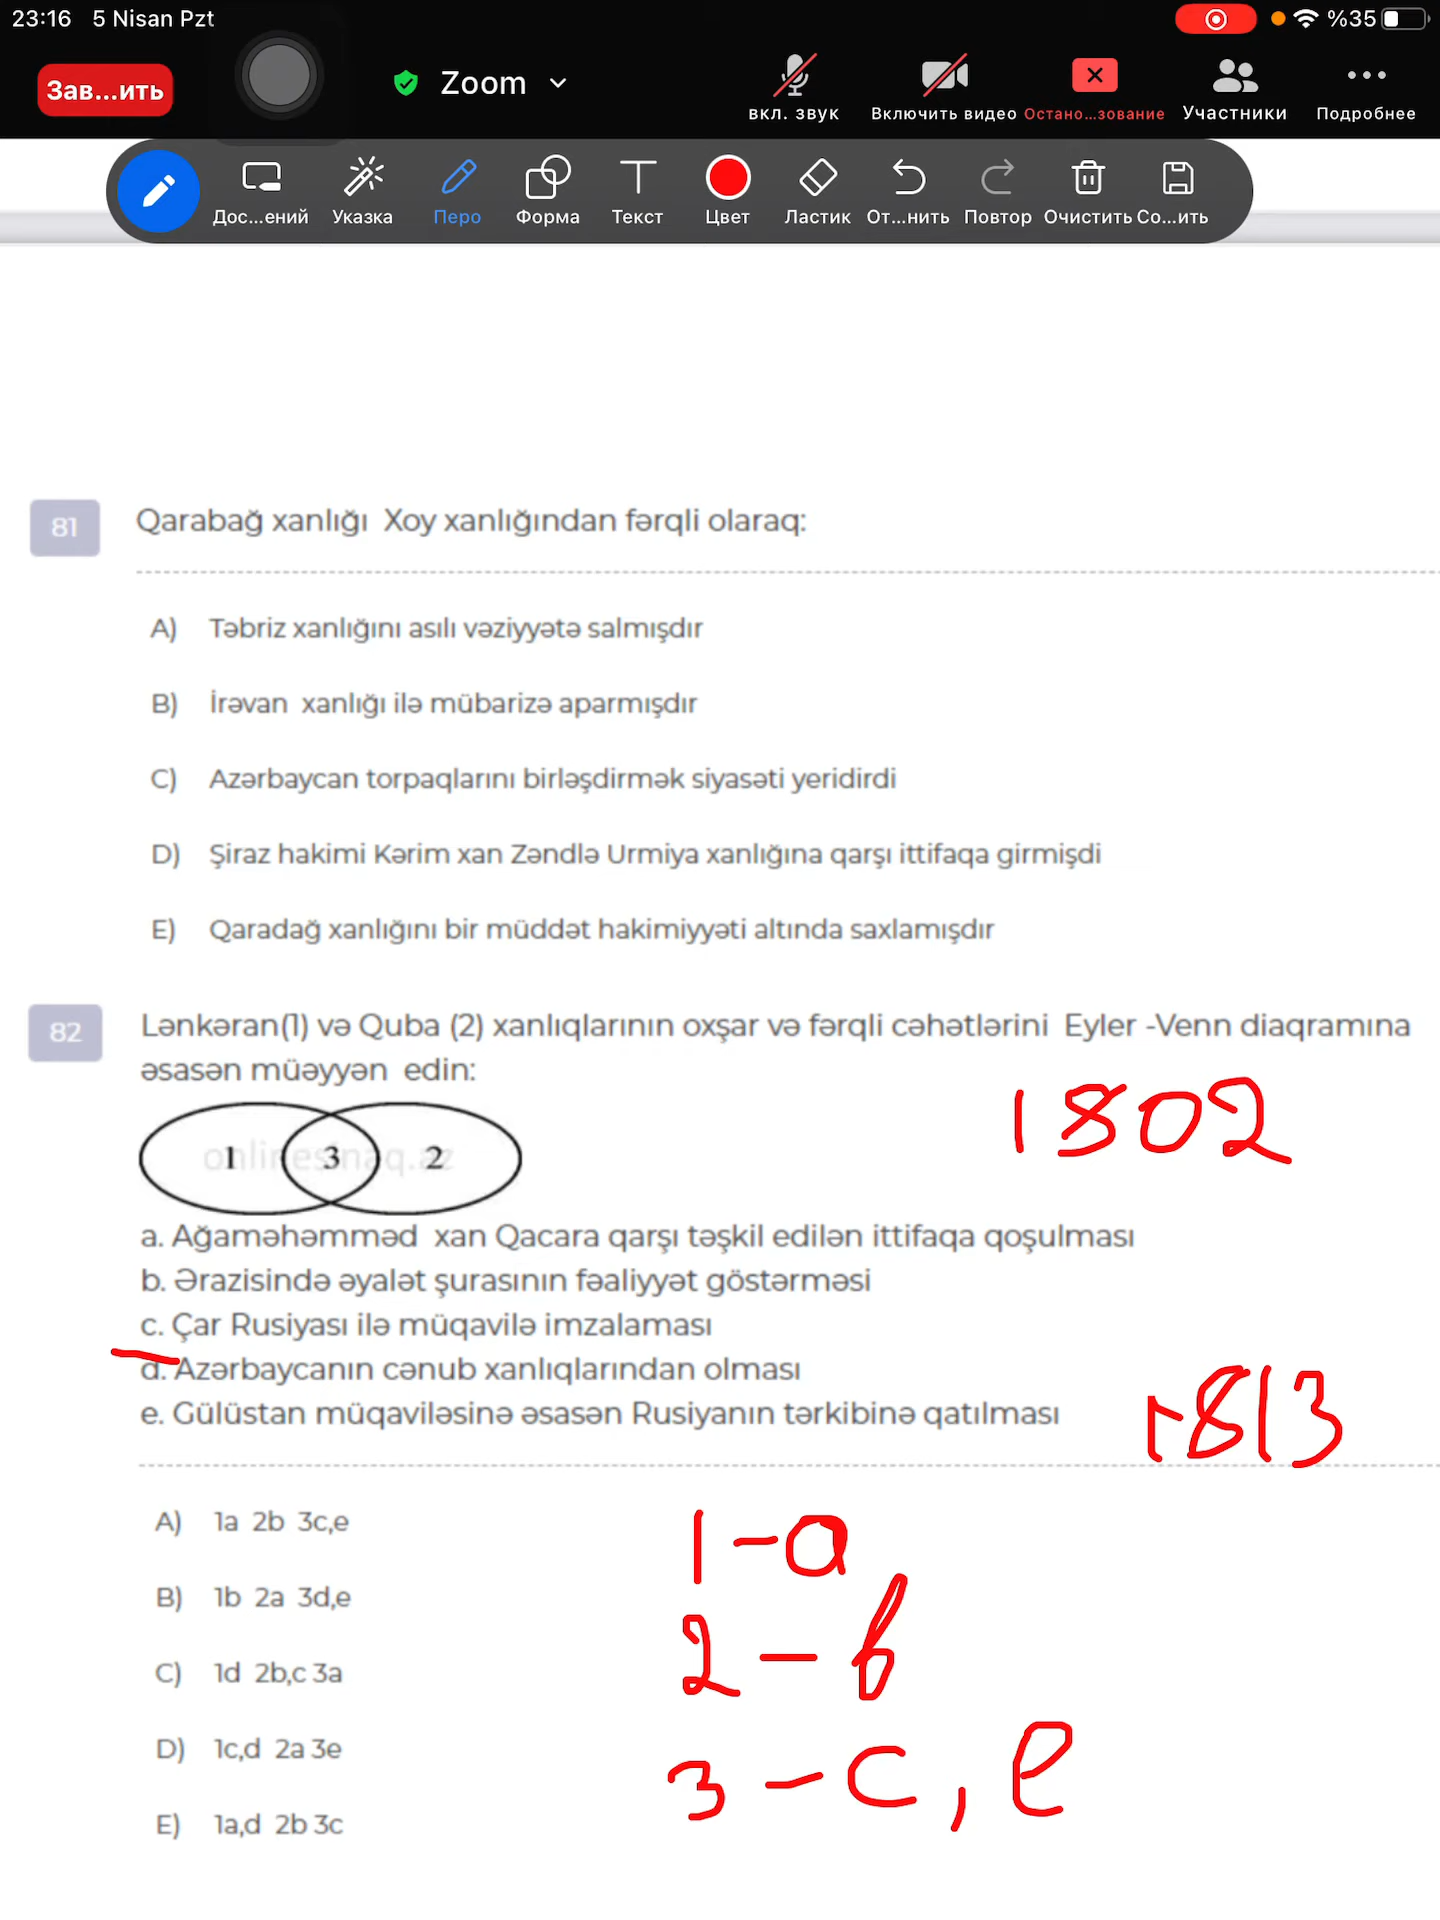 23:16 5 Nisan Pzt %35
Зав...ить Zoom вкл. звук Включить видео Остано...зование Участники Подробнее
Дос...ений Указка Перо Форма Текст Цвет Ластик От...нить Повтор Очистить Со...ить
81 Qarabağ xanlığı Xoy xanlığından fərqli olaraq:
A) Təbriz xanlığını asılı vəziyyətə salmışdır
B) İrəvan xanlığı ilə mübarizə aparmışdır
C) Azərbaycan torpaqlarını birləşdirmək siyasəti yeridirdi
D) Şiraz hakimi Kərim xan Zəndlə Urmiya xanlığına qarşı ittifaqa girmişdi
E) Qaradağ xanlığını bir müddət hakimiyyəti altında saxlamışdır
82 Lənkəran(1) və Quba (2) xanlıqlarının oxşar və fərqli cəhətlərini Eyler -Venn diaqramına
əsasən müəyyən edin:
1802
onlinesinaq.az
1 3 2
a. Ağaməhəmməd xan Qacara qarşı təşkil edilən ittifaqa qoşulması
b. Ərazisində əyalət şurasının fəaliyyət göstərməsi
c. Çar Rusiyası ilə müqavilə imzalaması
d. Azərbaycanın cənub xanlıqlarından olması
e. Gülüstan müqaviləsinə əsasən Rusiyanın tərkibinə qatılması
1813
A) 1a 2b 3c,e
B) 1b 2a 3d,e
C) 1d 2b,c 3a
D) 1c,d 2a 3e
E) 1a,d 2b 3c
1-a
2-b
3-c, e